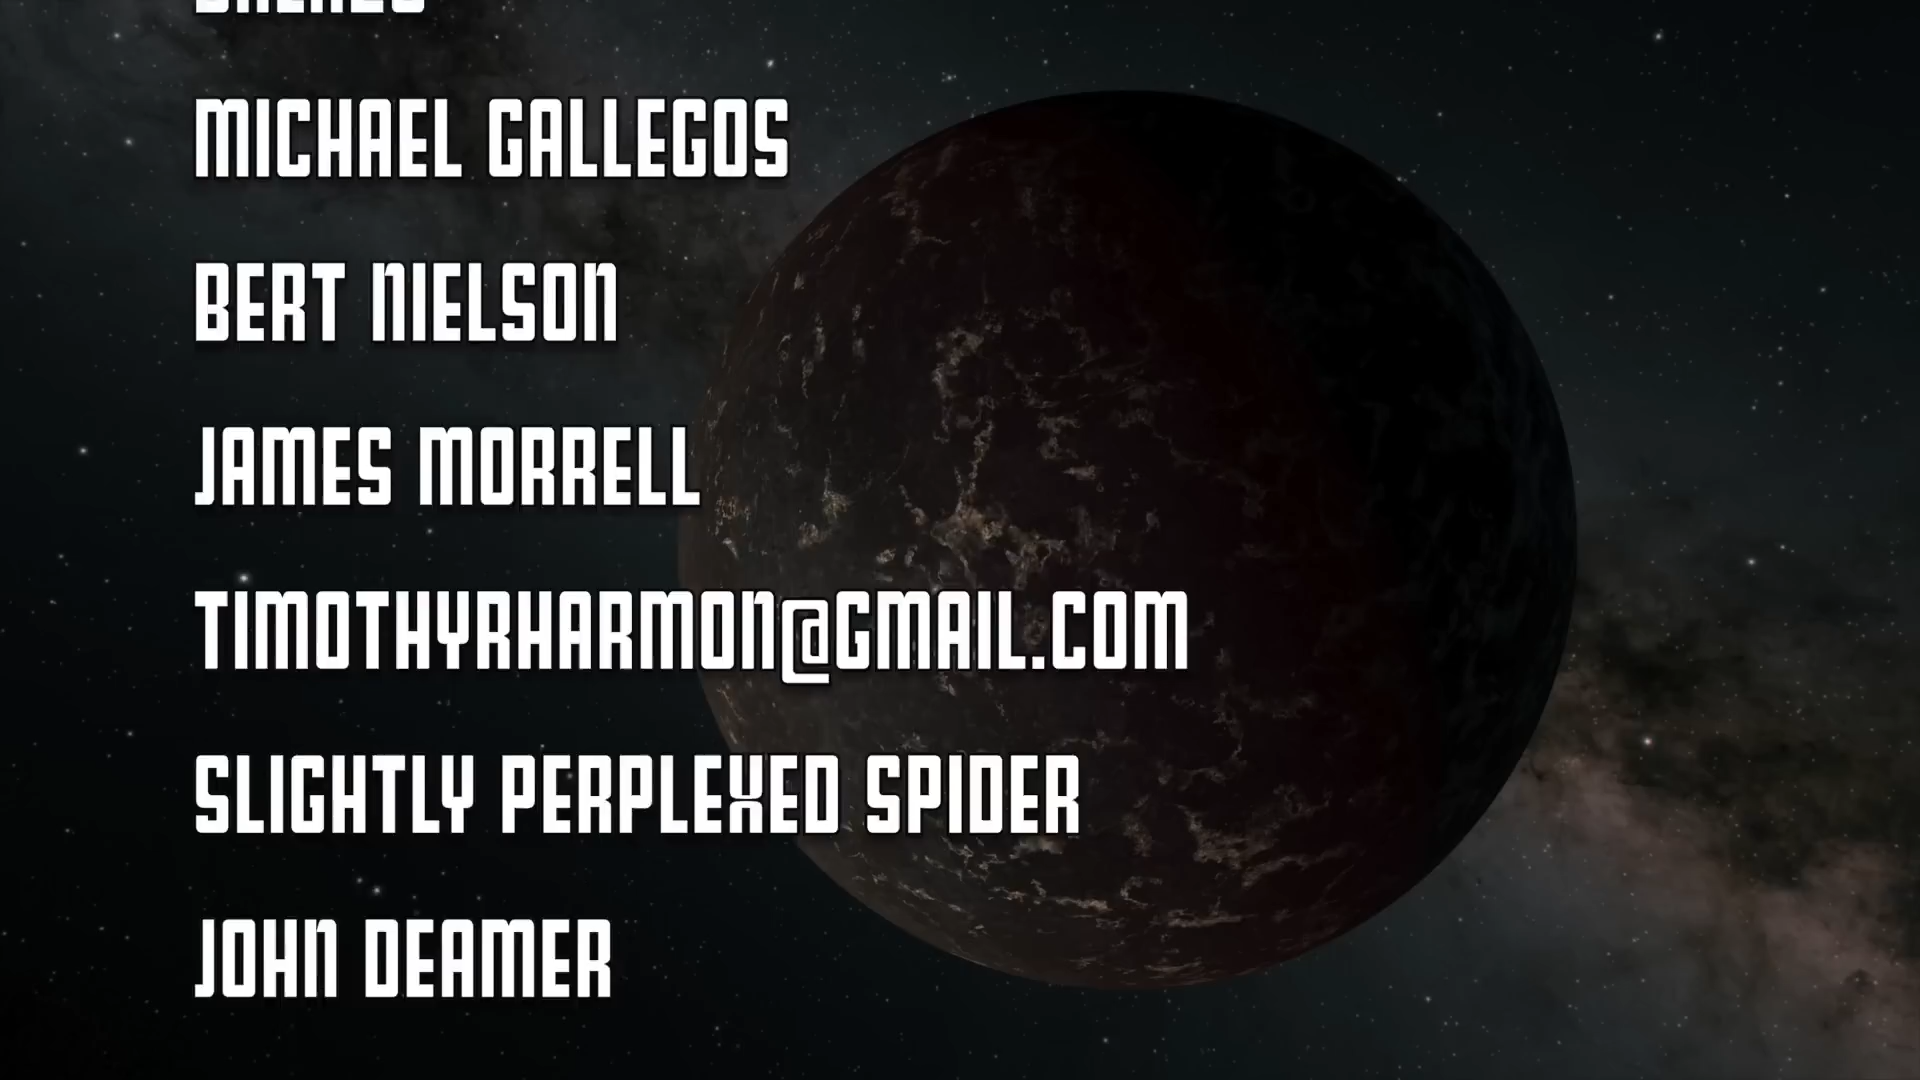 MICHAEL GALLEGOS
BERT NIELSON
JAMES MORRELL
TIMOTHYRHARMON@GMAIL.COM
SLIGHTLY PERPLEXED SPIDER
JOHN DEAMER